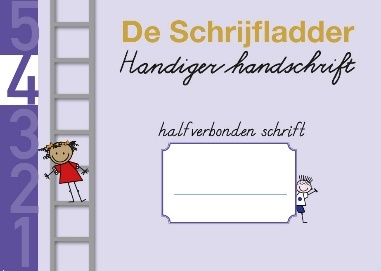 De Schrijfladder
Handiger handschrift
halfverbonden schrift
5
4
3
2
1